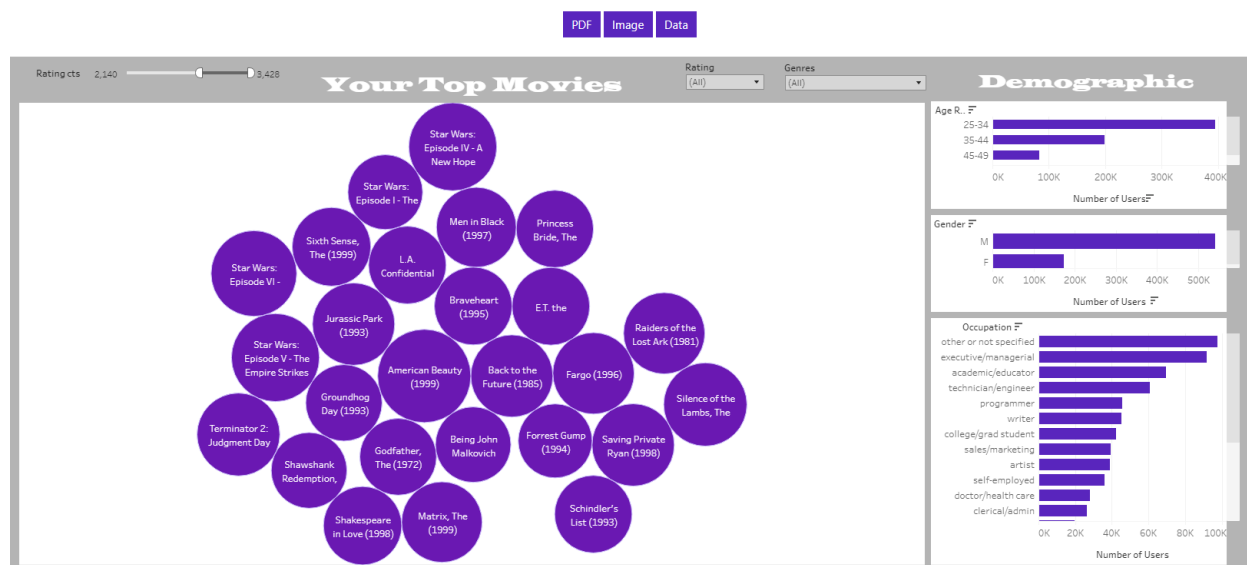 PDF Image Data
Rating cts 2,140 3,428
Your Top Movies
Rating
(All)
Genres
(All)
Demographic
Star Wars:
Episode IV - A
New Hope
Star Wars:
Episode I - The
Men in Black
(1997)
Princess
Bride, The
Sixth Sense,
The (1999)
L.A.
Confidential
Star Wars:
Episode VI -
Braveheart
(1995)
E.T. the
Jurassic Park
(1993)
Raiders of the
Lost Ark (1981)
Star Wars:
Episode V - The
Empire Strikes
American Beauty
(1999)
Back to the
Future (1985)
Fargo (1996)
Groundhog
Day (1993)
Silence of the
Lambs, The
Terminator 2:
Judgment Day
Godfather,
The (1972)
Being John
Malkovich
Forrest Gump
(1994)
Saving Private
Ryan (1998)
Shawshank
Redemption,
Shakespeare
in Love (1998)
Matrix, The
(1999)
Schindler's
List (1993)
Age R..
25-34
35-44
45-49
0K 100K 200K 300K 400K
Number of Users
Gender
M
F
0K 100K 200K 300K 400K 500K
Number of Users
Occupation
other or not specified
executive/managerial
academic/educator
technician/engineer
programmer
writer
college/grad student
sales/marketing
artist
self-employed
doctor/health care
clerical/admin
0K 20K 40K 60K 80K 100K
Number of Users